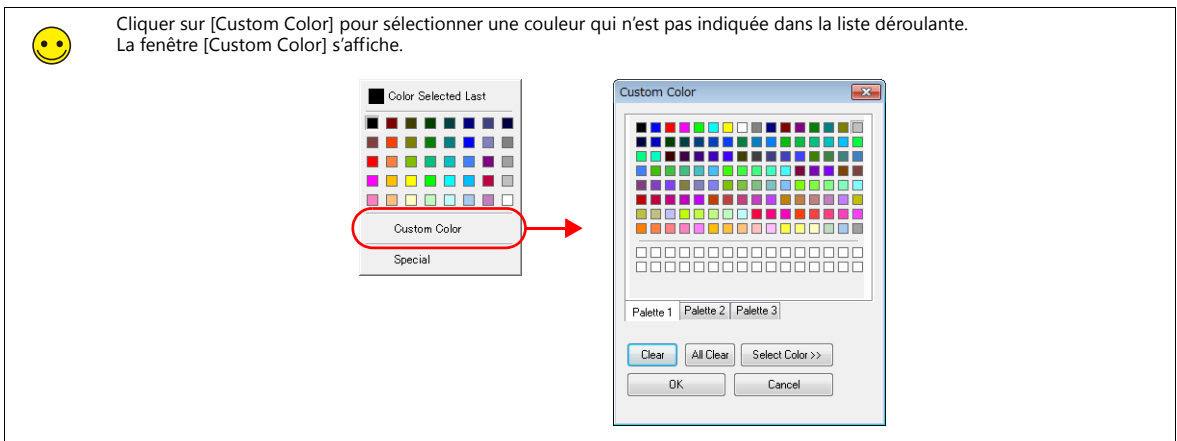 Cliquer sur [Custom Color] pour sélectionner une couleur qui n’est pas indiquée dans la liste déroulante.
La fenêtre [Custom Color] s’affiche.
Color Selected Last
Custom Color
Special
Custom Color
Palette 1 Palette 2 Palette 3
Clear All Clear Select Color >>
OK Cancel